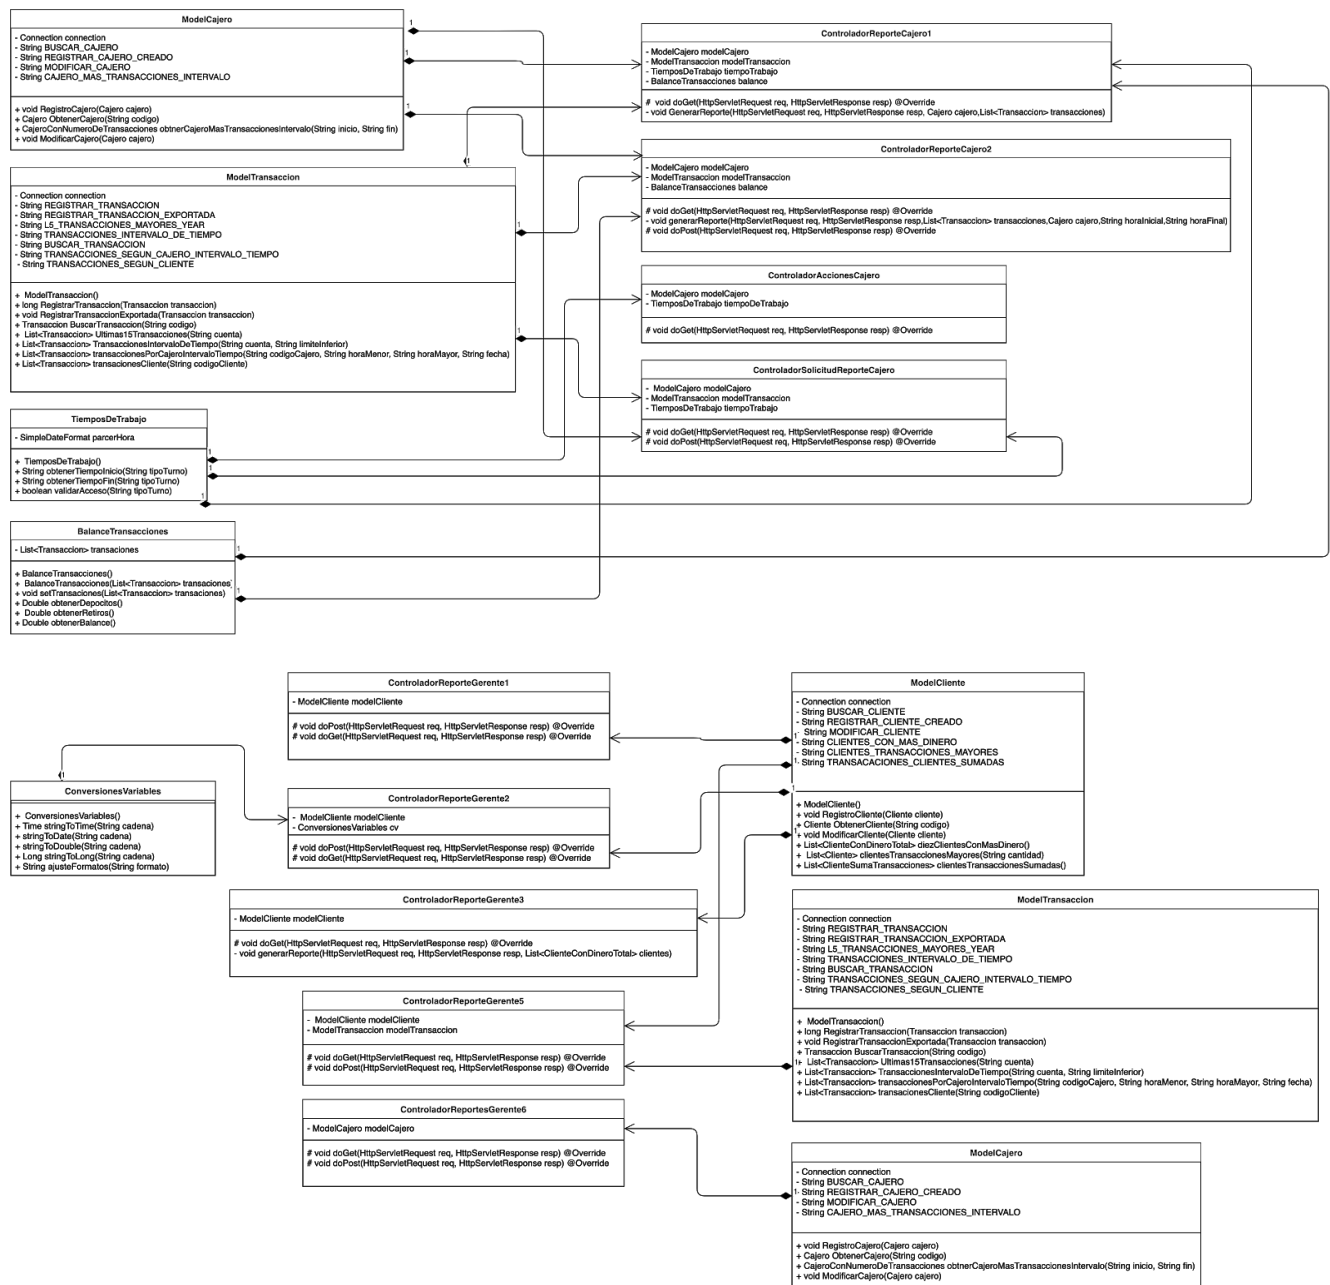 ModelCajero
- Connection connection
- String BUSCAR_CAJERO
- String REGISTRAR_CAJERO_CREADO
- String MODIFICAR_CAJERO
- String CAJERO_MAS_TRANSACCIONES_INTERVALO
+ void RegistroCajero(Cajero cajero)
+ Cajero ObtenerCajero(String codigo)
+ CajeroConNumeroDeTransacciones obtnerCajeroMasTransaccionesIntervalo(String inicio, String fin)
+ void ModificarCajero(Cajero cajero)
1
1
1
ControladorReporteCajero1
- ModelCajero modelCajero
- ModelTransaccion modelTransaccion
- TiemposDeTrabajo tiempoTrabajo
- BalanceTransacciones balance
# void doGet(HttpServletRequest req, HttpServletResponse resp) @Override
- void GenerarReporte(HttpServletRequest req, HttpServletResponse resp, Cajero cajero,List<Transaccion> transacciones)
ControladorReporteCajero2
- ModelCajero modelCajero
- ModelTransaccion modelTransaccion
- BalanceTransacciones balance
# void doGet(HttpServletRequest req, HttpServletResponse resp) @Override
- void generarReporte(HttpServletRequest req, HttpServletResponse resp,List<Transaccion> transacciones,Cajero cajero,String horaInicial,String horaFinal)
# void doPost(HttpServletRequest req, HttpServletResponse resp) @Override
1
ModelTransaccion
- Connection connection
- String REGISTRAR_TRANSACCION
- String REGISTRAR_TRANSACCION_EXPORTADA
- String L5_TRANSACCIONES_MAYORES_YEAR
- String TRANSACCIONES_INTERVALO_DE_TIEMPO
- String BUSCAR_TRANSACCION
- String TRANSACCIONES_SEGUN_CAJERO_INTERVALO_TIEMPO
- String TRANSACCIONES_SEGUN_CLIENTE
+ ModelTransaccion()
+ long RegistrarTransaccion(Transaccion transaccion)
+ void RegistrarTransaccionExportada(Transaccion transaccion)
+ Transaccion BuscarTransaccion(String codigo)
+ List<Transaccion> Ultimas15Transacciones(String cuenta)
+ List<Transaccion> TransaccionesIntervaloDeTiempo(String cuenta, String limiteInferior)
+ List<Transaccion> transaccionesPorCajeroIntervaloTiempo(String codigoCajero, String horaMenor, String horaMayor, String fecha)
+ List<Transaccion> transacionesCliente(String codigoCliente)
1
1
ControladorAccionesCajero
- ModelCajero modelCajero
- TiemposDeTrabajo tiempoDeTrabajo
# void doGet(HttpServletRequest req, HttpServletResponse resp) @Override
ControladorSolicitudReporteCajero
- ModelCajero modelCajero
- ModelTransaccion modelTransaccion
- TiemposDeTrabajo tiempoTrabajo
# void doGet(HttpServletRequest req, HttpServletResponse resp) @Override
# void doPost(HttpServletRequest req, HttpServletResponse resp) @Override
TiemposDeTrabajo
- SimpleDateFormat parcerHora
+ TiemposDeTrabajo()
+ String obtenerTiempoInicio(String tipoTurno)
+ String obtenerTiempoFin(String tipoTurno)
+ boolean validarAcceso(String tipoTurno)
1
1
1
BalanceTransacciones
- List<Transaccion> transaciones
+ BalanceTransacciones()
+ BalanceTransacciones(List<Transaccion> transaciones)
+ void setTransaciones(List<Transaccion> transaciones)
+ Double obtenerDepocitos()
+ Double obtenerRetiros()
+ Double obtenerBalance()
1
1
ControladorReporteGerente1
- ModelCliente modelCliente
# void doPost(HttpServletRequest req, HttpServletResponse resp) @Override
# void doGet(HttpServletRequest req, HttpServletResponse resp) @Override
ModelCliente
- Connection connection
- String BUSCAR_CLIENTE
- String REGISTRAR_CLIENTE_CREADO
- String MODIFICAR_CLIENTE
- String CLIENTES_CON_MAS_DINERO
- String CLIENTES_TRANSACCIONES_MAYORES
- String TRANSACACIONES_CLIENTES_SUMADAS
+ ModelCliente()
+ void RegistroCliente(Cliente cliente)
+ Cliente ObtenerCliente(String codigo)
+ void ModificarCliente(Cliente cliente)
+ List<ClienteConDineroTotal> diezClientesConMasDinero()
+ List<Cliente> clientesTransaccionesMayores(String cantidad)
+ List<ClienteSumaTransacciones> clientesTransaccionesSumadas()
1
1
1
1
1
ConversionesVariables
+ ConversionesVariables()
+ Time stringToTime(String cadena)
+ stringToDate(String cadena)
+ stringToDouble(String cadena)
+ Long stringToLong(String cadena)
+ String ajusteFormatos(String formato)
ControladorReporteGerente2
- ModelCliente modelCliente
- ConversionesVariables cv
# void doPost(HttpServletRequest req, HttpServletResponse resp) @Override
# void doGet(HttpServletRequest req, HttpServletResponse resp) @Override
ControladorReporteGerente3
- ModelCliente modelCliente
# void doGet(HttpServletRequest req, HttpServletResponse resp) @Override
- void generarReporte(HttpServletRequest req, HttpServletResponse resp, List<ClienteConDineroTotal> clientes)
ModelTransaccion
- Connection connection
- String REGISTRAR_TRANSACCION
- String REGISTRAR_TRANSACCION_EXPORTADA
- String L5_TRANSACCIONES_MAYORES_YEAR
- String TRANSACCIONES_INTERVALO_DE_TIEMPO
- String BUSCAR_TRANSACCION
- String TRANSACCIONES_SEGUN_CAJERO_INTERVALO_TIEMPO
- String TRANSACCIONES_SEGUN_CLIENTE
+ ModelTransaccion()
+ long RegistrarTransaccion(Transaccion transaccion)
+ void RegistrarTransaccionExportada(Transaccion transaccion)
+ Transaccion BuscarTransaccion(String codigo)
1+ List<Transaccion> Ultimas15Transacciones(String cuenta)
+ List<Transaccion> TransaccionesIntervaloDeTiempo(String cuenta, String limiteInferior)
+ List<Transaccion> transaccionesPorCajeroIntervaloTiempo(String codigoCajero, String horaMenor, String horaMayor, String fecha)
+ List<Transaccion> transacionesCliente(String codigoCliente)
ControladorReporteGerente5
- ModelCliente modelCliente
- ModelTransaccion modelTransaccion
# void doGet(HttpServletRequest req, HttpServletResponse resp) @Override
# void doPost(HttpServletRequest req, HttpServletResponse resp) @Override
ControladorReportesGerente6
- ModelCajero modelCajero
# void doGet(HttpServletRequest req, HttpServletResponse resp) @Override
# void doPost(HttpServletRequest req, HttpServletResponse resp) @Override
ModelCajero
- Connection connection
- String BUSCAR_CAJERO
1- String REGISTRAR_CAJERO_CREADO
- String MODIFICAR_CAJERO
- String CAJERO_MAS_TRANSACCIONES_INTERVALO
+ void RegistroCajero(Cajero cajero)
+ Cajero ObtenerCajero(String codigo)
+ CajeroConNumeroDeTransacciones obtnerCajeroMasTransaccionesIntervalo(String inicio, String fin)
+ void ModificarCajero(Cajero cajero)